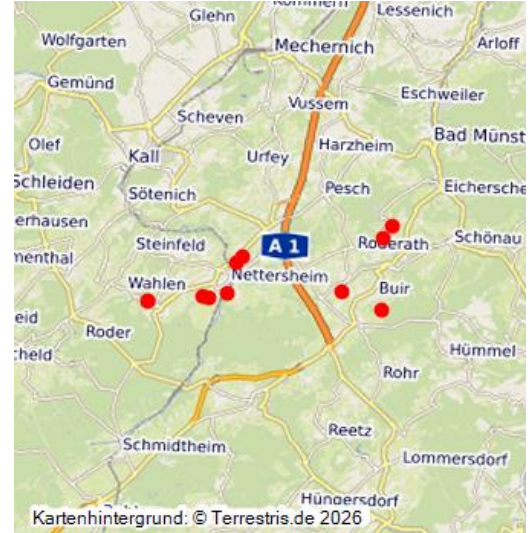 Glehn
Lessenich
Wolfgarten
Mechernich
Arloff
Gemünd
Eschweiler
Vussem
Scheven
Bad Münst
Olef
Kall
Urfey
Harzheim
Schleiden
Sötenich
Pesch
Eichersche
erhausen
Steinfeld
A 1
Roderath
Schönau
menthal
Wahlen
Nettersheim
Buir
eid
Roder
cheld
Hümmel
Rohr
Reetz
Schmidtheim
Lommersdorf
Hüngersdorf
Kartenhintergrund: © Terrestris.de 2026